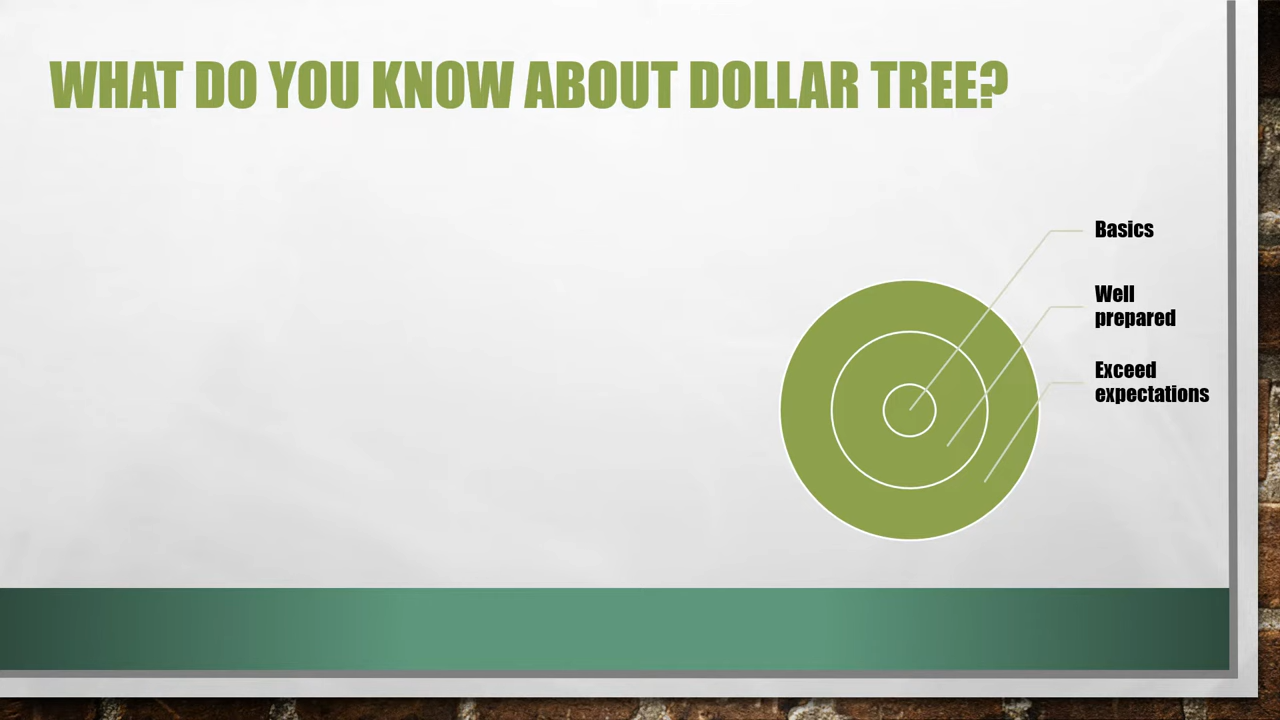 WHAT DO YOU KNOW ABOUT DOLLAR TREE?
Basics
Well
prepared
Exceed
expectations